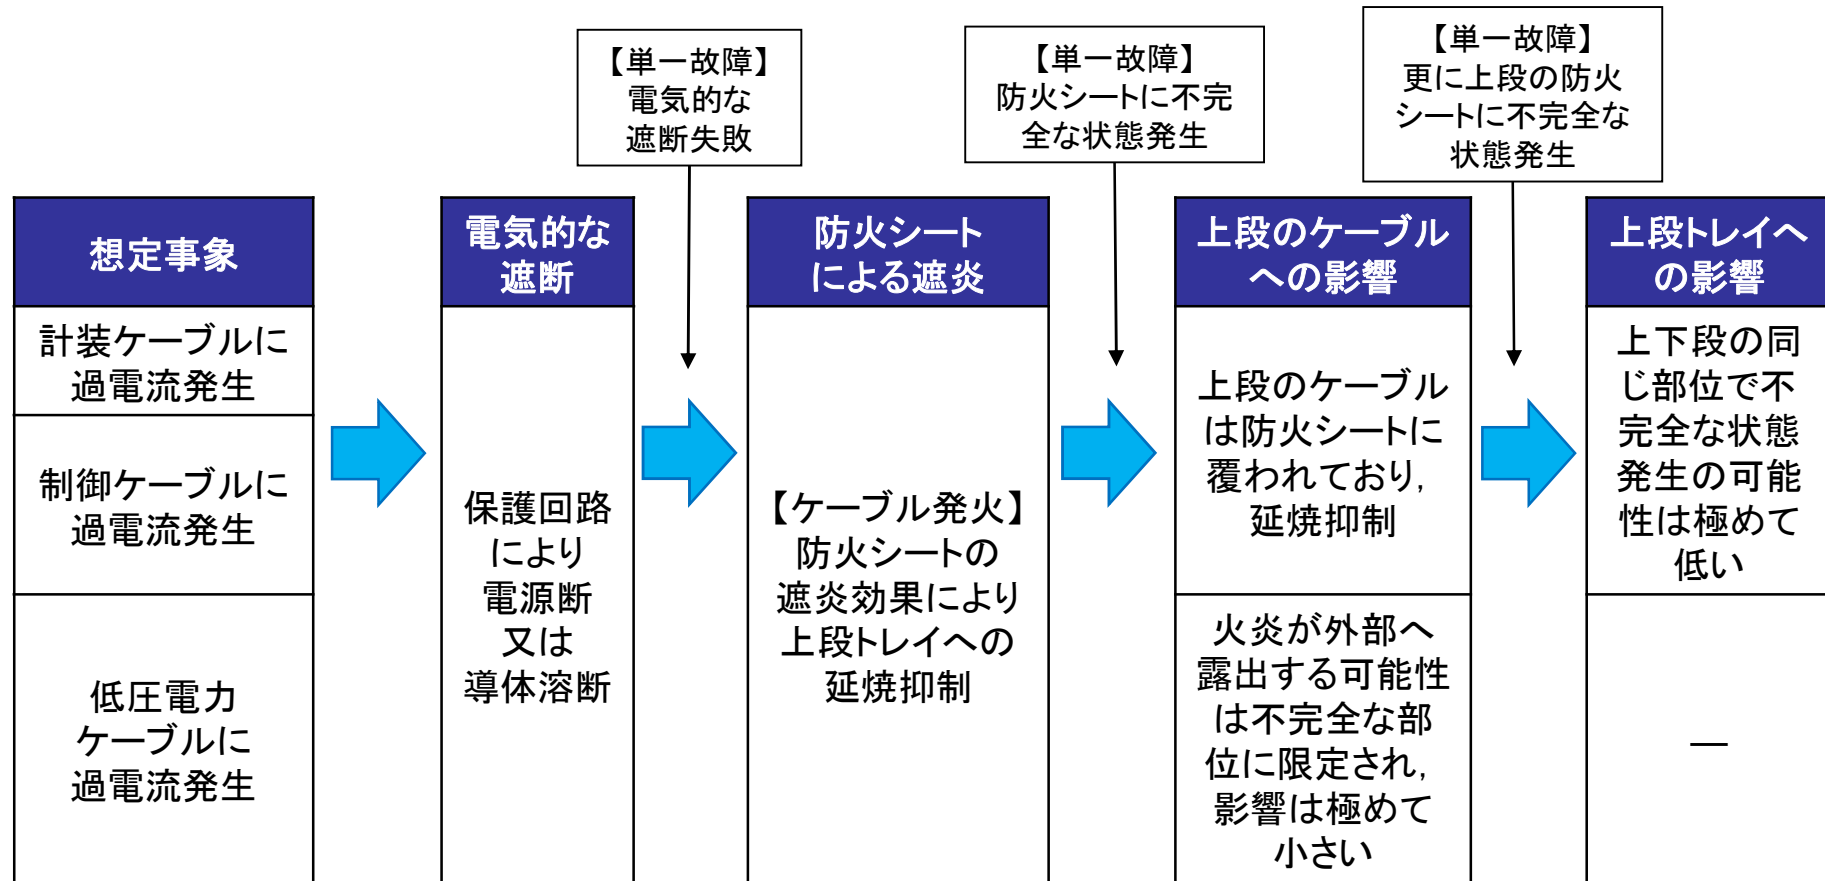 【単一故障】
電気的な
遮断失敗
【単一故障】
防火シートに不完
全な状態発生
【単一故障】
更に上段の防火
シートに不完全な
状態発生
想定事象
電気的な
遮断
防火シート
による遮炎
上段のケーブル
への影響
上段トレイへ
の影響
計装ケーブルに
過電流発生
制御ケーブルに
過電流発生
低圧電力
ケーブルに
過電流発生
保護回路
により
電源断
又は
導体溶断
【ケーブル発火】
防火シートの
遮炎効果により
上段トレイへの
延焼抑制
上段のケーブル
は防火シートに
覆われており,
延焼抑制
火炎が外部へ
露出する可能性
は不完全な部
位に限定され,
影響は極めて
小さい
上下段の同
じ部位で不
完全な状態
発生の可能
性は極めて
低い
―